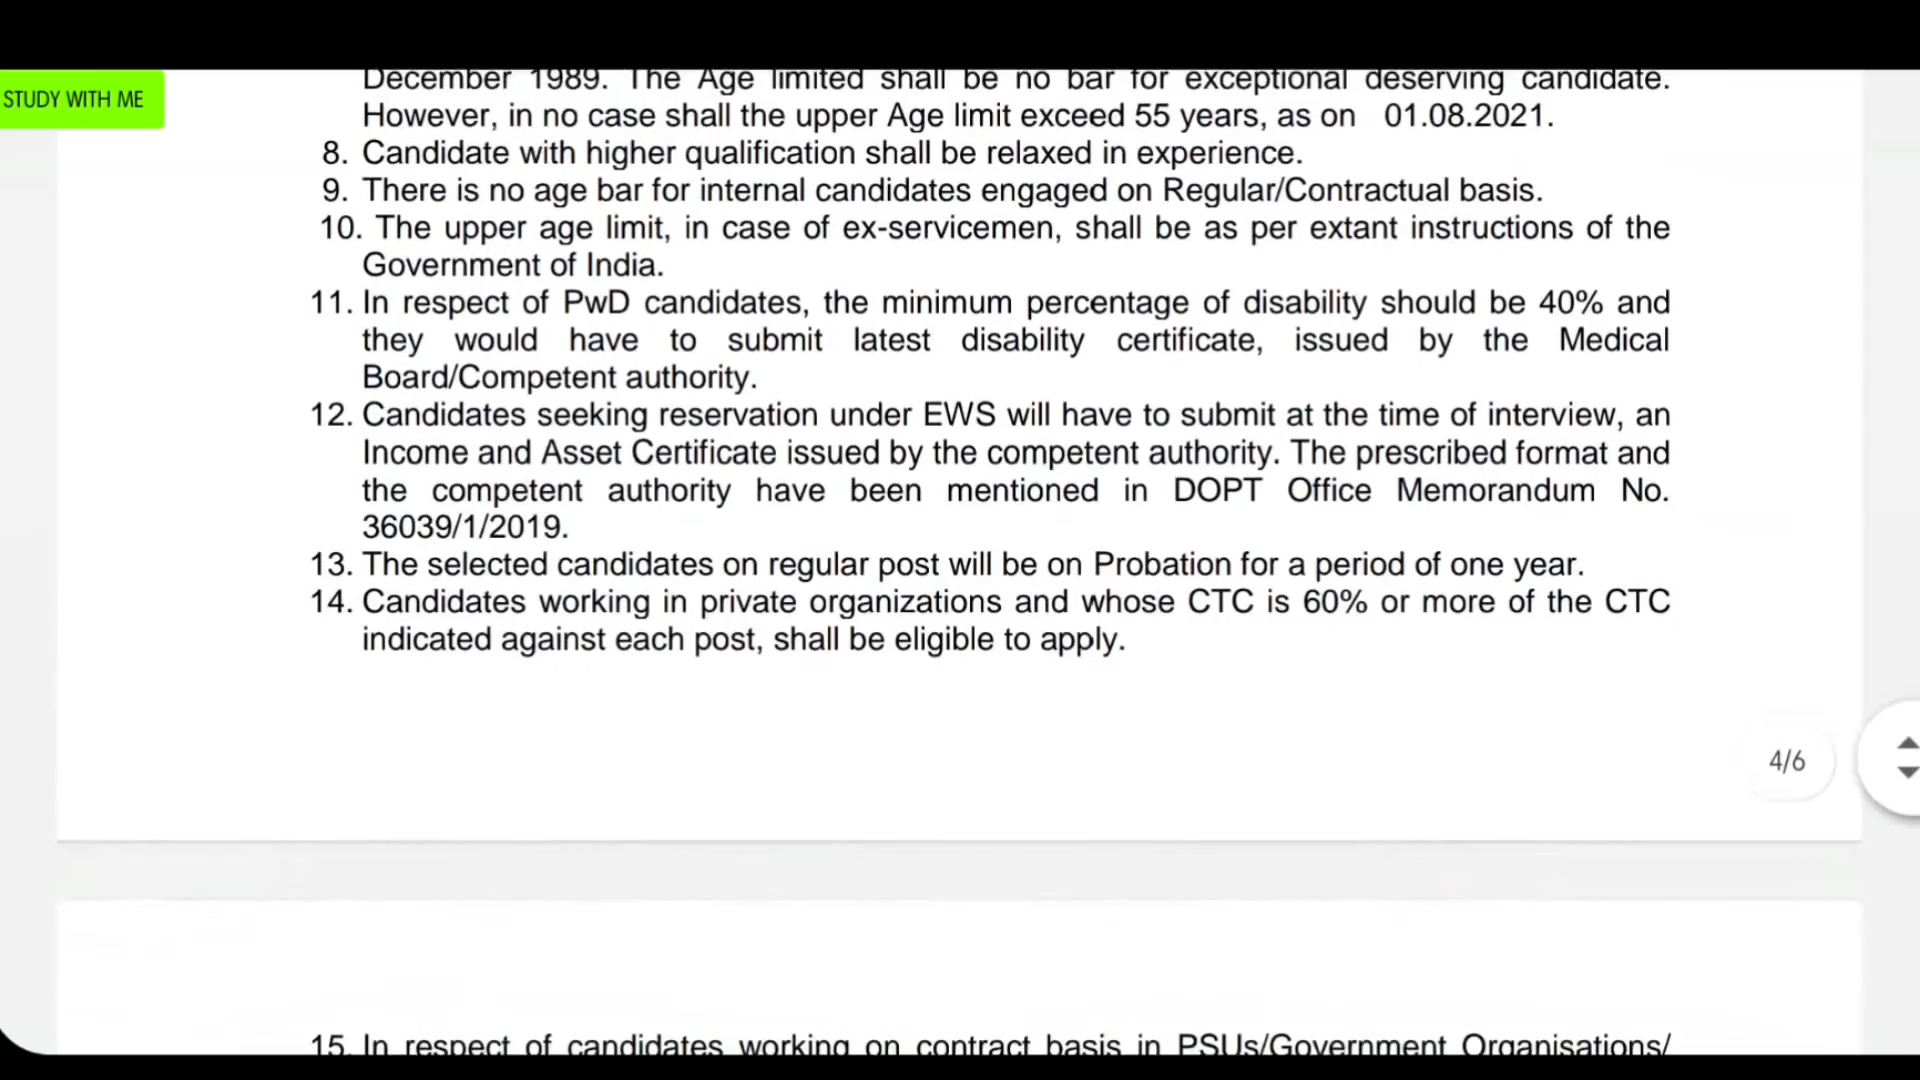 December 1989. The Age limited shall be no bar for exceptional deserving candidate.
STUDY WITH ME
However, in no case shall the upper Age limit exceed 55 years, as on 01.08.2021.
8. Candidate with higher qualification shall be relaxed in experience.
9. There is no age bar for internal candidates engaged on Regular/Contractual basis.
10. The upper age limit, in case of ex-servicemen, shall be as per extant instructions of the
Government of India.
11. In respect of PwD candidates, the minimum percentage of disability should be 40% and
they would have to submit latest disability certificate, issued by the Medical
Board/Competent authority.
12. Candidates seeking reservation under EWS will have to submit at the time of interview, an
Income and Asset Certificate issued by the competent authority. The prescribed format and
the competent authority have been mentioned in DOPT Office Memorandum No.
36039/1/2019.
13. The selected candidates on regular post will be on Probation for a period of one year.
14. Candidates working in private organizations and whose CTC is 60% or more of the CTC
indicated against each post, shall be eligible to apply.
4/6
15. In respect of candidates working on contract basis in PSUs/Government Organisations/